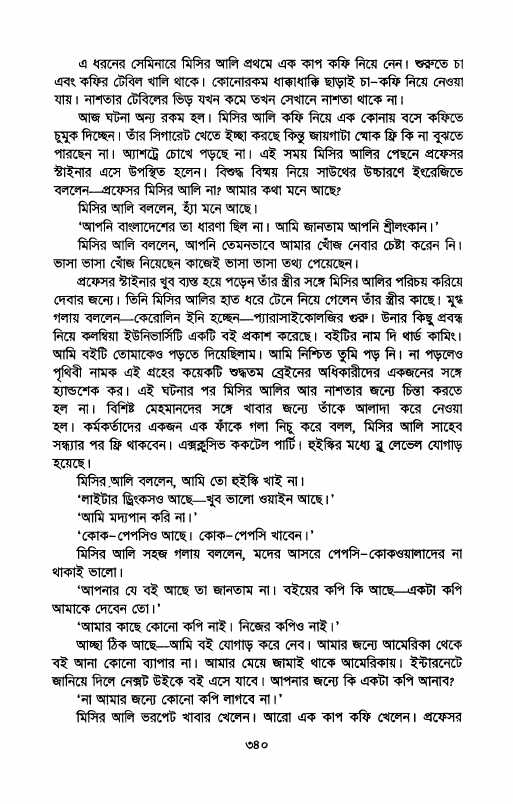 এ ধরনের সেমিনারে মিসির আলি প্রথমে এক কাপ কফি নিয়ে নেন। শুরুতে চা
এবং কফির টেবিল খালি থাকে। কোনোরকম ধাক্কাধাক্কি ছাড়াই চা–কফি নিয়ে নেওয়া
যায়। নাশতার টেবিলের ভিড় যখন কমে তখন সেখানে নাশতা থাকে না।
আজ ঘটনা অন্য রকম হল। মিসির আলি কফি নিয়ে এক কোনায় বসে কফিতে
চুমুক দিচ্ছেন। তাঁর সিগারেট খেতে ইচ্ছা করছে কিন্তু জায়গাটা স্মোক ফ্রি কি না বুঝতে
পারছেন না। অ্যাশট্রে চোখে পড়ছে না। এই সময় মিসির আলির পেছনে প্রফেসর
স্টাইনার এসে উপস্থিত হলেন। বিশুদ্ধ বিস্ময় নিয়ে সাউথের উচ্চারণে ইংরেজিতে
বললেন—প্রফেসর মিসির আলি না? আমার কথা মনে আছে?
মিসির আলি বললেন, হ্যাঁ মনে আছে।
‘আপনি বাংলাদেশের তা ধারণা ছিল না। আমি জানতাম আপনি শ্রীলংকান।’
মিসির আলি বললেন, আপনি তেমনভাবে আমার খোঁজ নেবার চেষ্টা করেন নি।
ভাসা ভাসা খোঁজ নিয়েছেন কাজেই ভাসা ভাসা তথ্য পেয়েছেন।
প্রফেসর স্টাইনার খুব ব্যস্ত হয়ে পড়েন তাঁর স্ত্রীর সঙ্গে মিসির আলির পরিচয় করিয়ে
দেবার জন্যে। তিনি মিসির আলির হাত ধরে টেনে নিয়ে গেলেন তাঁর স্ত্রীর কাছে। মুগ্ধ
গলায় বললেন—কেরোলিন ইনি হচ্ছেন—প্যারাসাইকোলজির গুরু। উনার কিছু প্রবন্ধ
নিয়ে কলম্বিয়া ইউনিভার্সিটি একটি বই প্রকাশ করেছে। বইটির নাম দি থার্ড কামিং।
আমি বইটি তোমাকেও পড়তে দিয়েছিলাম। আমি নিশ্চিত তুমি পড় নি। না পড়লেও
পৃথিবী নামক এই গ্রহের কয়েকটি শুদ্ধতম ব্রেইনের অধিকারীদের একজনের সঙ্গে
হ্যান্ডশেক কর। এই ঘটনার পর মিসির আলির আর নাশতার জন্যে চিন্তা করতে
হল না। বিশিষ্ট মেহমানদের সঙ্গে খাবার জন্যে তাঁকে আলাদা করে নেওয়া
হল। কর্মকর্তাদের একজন এক ফাঁকে গলা নিচু করে বলল, মিসির আলি সাহেব
সন্ধ্যার পর ফ্রি থাকবেন। এক্সক্লুসিভ ককটেল পার্টি। হুইস্কির মধ্যে ব্লু লেভেল যোগাড়
হয়েছে।
মিসির আলি বললেন, আমি তো হুইস্কি খাই না।
‘লাইটার ড্রিংকসও আছে—খুব ভালো ওয়াইন আছে।’
‘আমি মদ্যপান করি না।’
‘কোক–পেপসিও আছে। কোক–পেপসি খাবেন।’
মিসির আলি সহজ গলায় বললেন, মদের আসরে পেপসি–কোকওয়ালাদের না
থাকাই ভালো।
‘আপনার যে বই আছে তা জানতাম না। বইয়ের কপি কি আছে—একটা কপি
আমাকে দেবেন তো।’
‘আমার কাছে কোনো কপি নাই। নিজের কপিও নাই।’
আচ্ছা ঠিক আছে—আমি বই যোগাড় করে নেব। আমার জন্যে আমেরিকা থেকে
বই আনা কোনো ব্যাপার না। আমার মেয়ে জামাই থাকে আমেরিকায়। ইন্টারনেটে
জানিয়ে দিলে নেক্সট উইকে বই এসে যাবে। আপনার জন্যে কি একটা কপি আনাব?
‘না আমার জন্যে কোনো কপি লাগবে না।’
মিসির আলি ভরপেট খাবার খেলেন। আরো এক কাপ কফি খেলেন। প্রফেসর
৩৪০